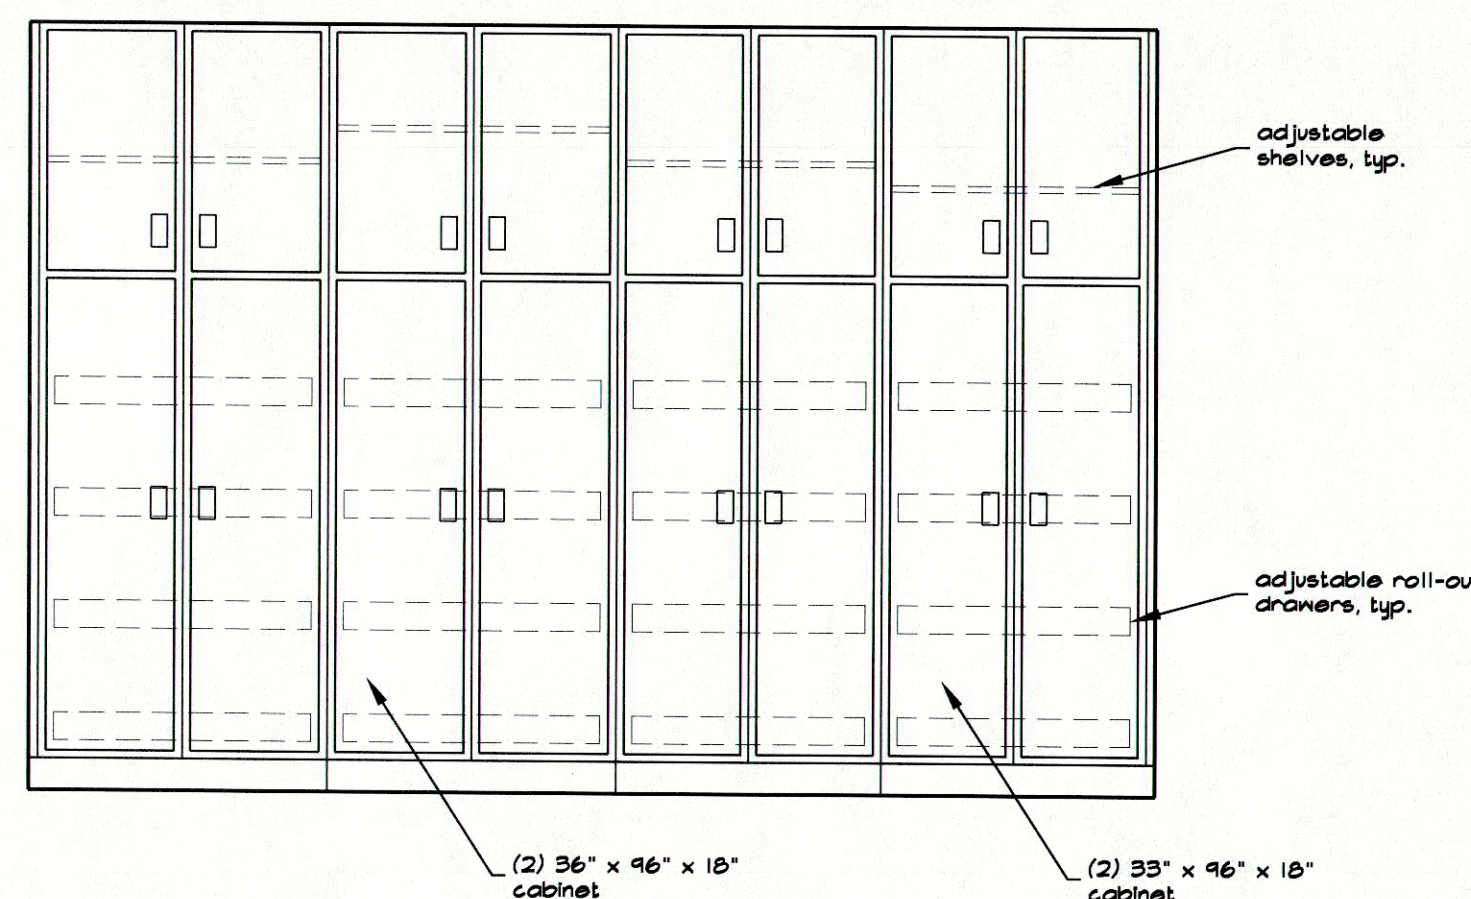 adjustable
shelves, typ.
adjustable roll-ou
drawers, typ.
(2) 36" x 96" x 18"
cabinet
(2) 33" x 96" x 18"
cabinet